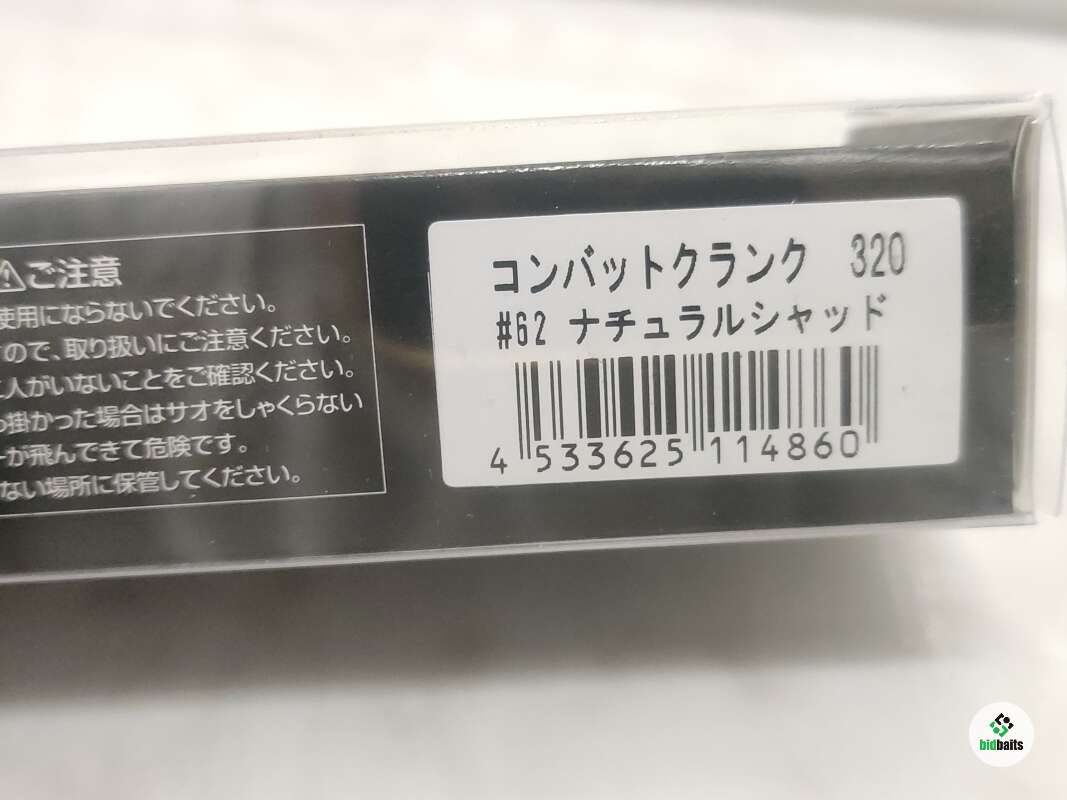 ⚠ご注意
使用にならないでください。
ので、取り扱いにご注意ください。
人がいないことをご確認ください。
掛かった場合はサオをしゃくらない
ーが飛んできて危険です。
ない場所に保管してください。
コンバットクランク 320
#62 ナチュラルシャッド
4 533625 114860
bidbaits